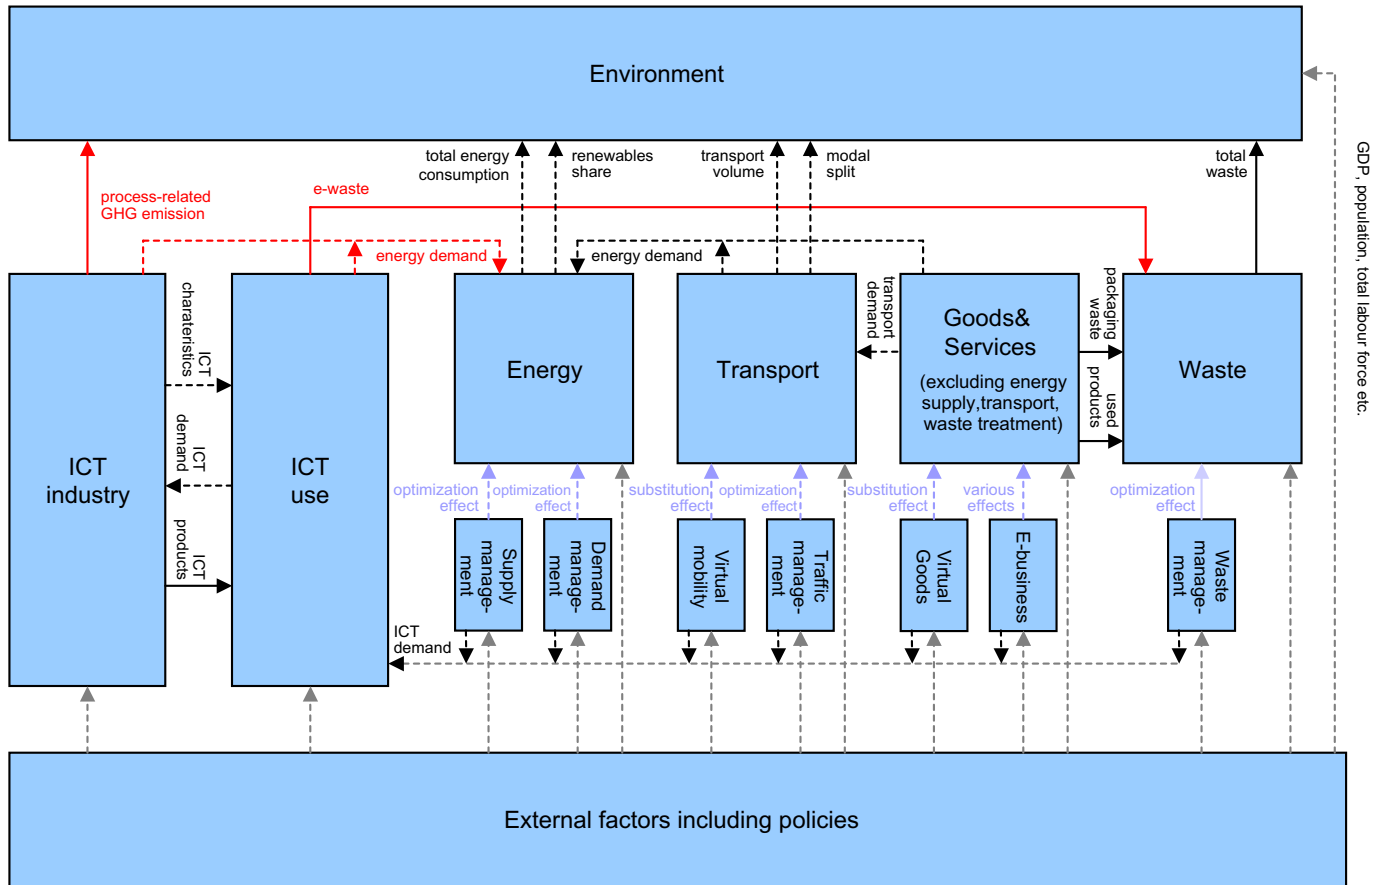 Environment
total energy
consumption
renewables
share
transport
volume
modal
split
total
waste
GDP, population, total labour force etc.
process-related
GHG emission
e-waste
energy demand
energy demand
charateristics
ICT
demand
ICT
products
ICT
transport
demand
packaging
waste
used
products
ICT
industry
ICT
use
Energy
Transport
Goods&
Services
(excluding energy
supply,transport,
waste treatment)
Waste
optimization
effect
optimization
effect
substitution
effect
optimization
effect
substitution
effect
various
effects
optimization
effect
Supply
manage-
ment
Demand
manage-
ment
Virtual
mobility
Traffic
manage-
ment
Virtual
Goods
E-business
Waste
manage-
ment
ICT
demand
External factors including policies